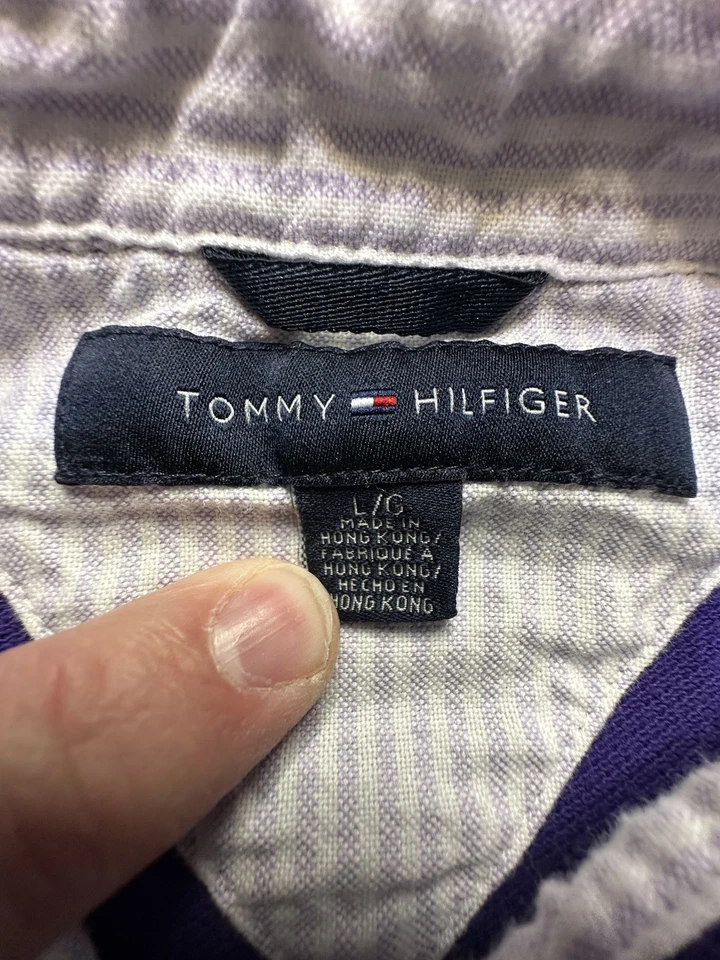 TOMMY HILFIGER
L/G
MADE IN
HONG KONG/
FABRIQUÉ À
HONG KONG/
HECHO EN
HONG KONG